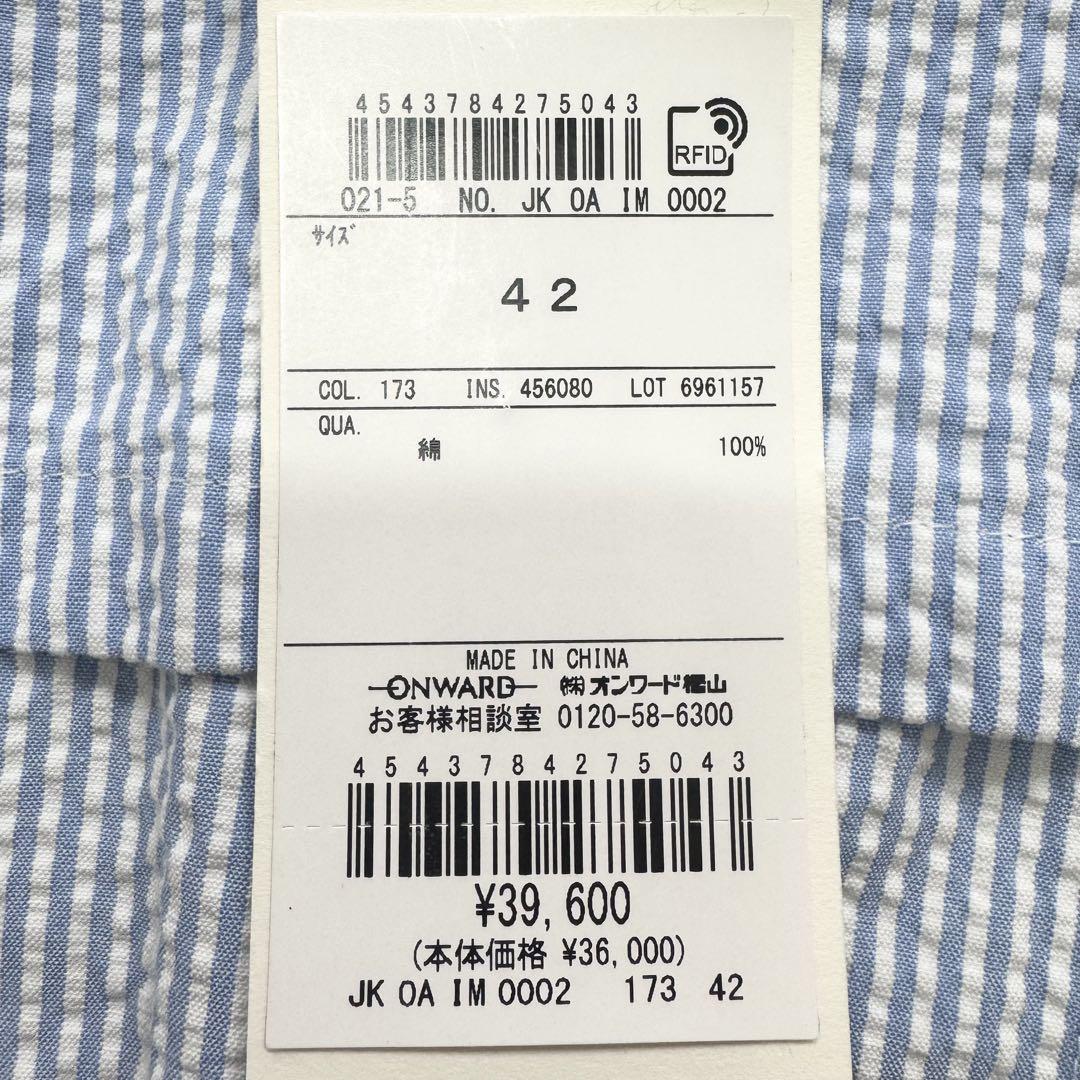 4543784275043
RFID
021-5 NO. JK OA IM 0002
サイズ
42
COL. 173 INS. 456080 LOT 6961157
QUA.
綿 100%
MADE IN CHINA
ONWARD ㈱オンワード樫山
お客様相談室 0120-58-6300
4543784275043
¥39,600
(本体価格 ¥36,000)
JK OA IM 0002 173 42